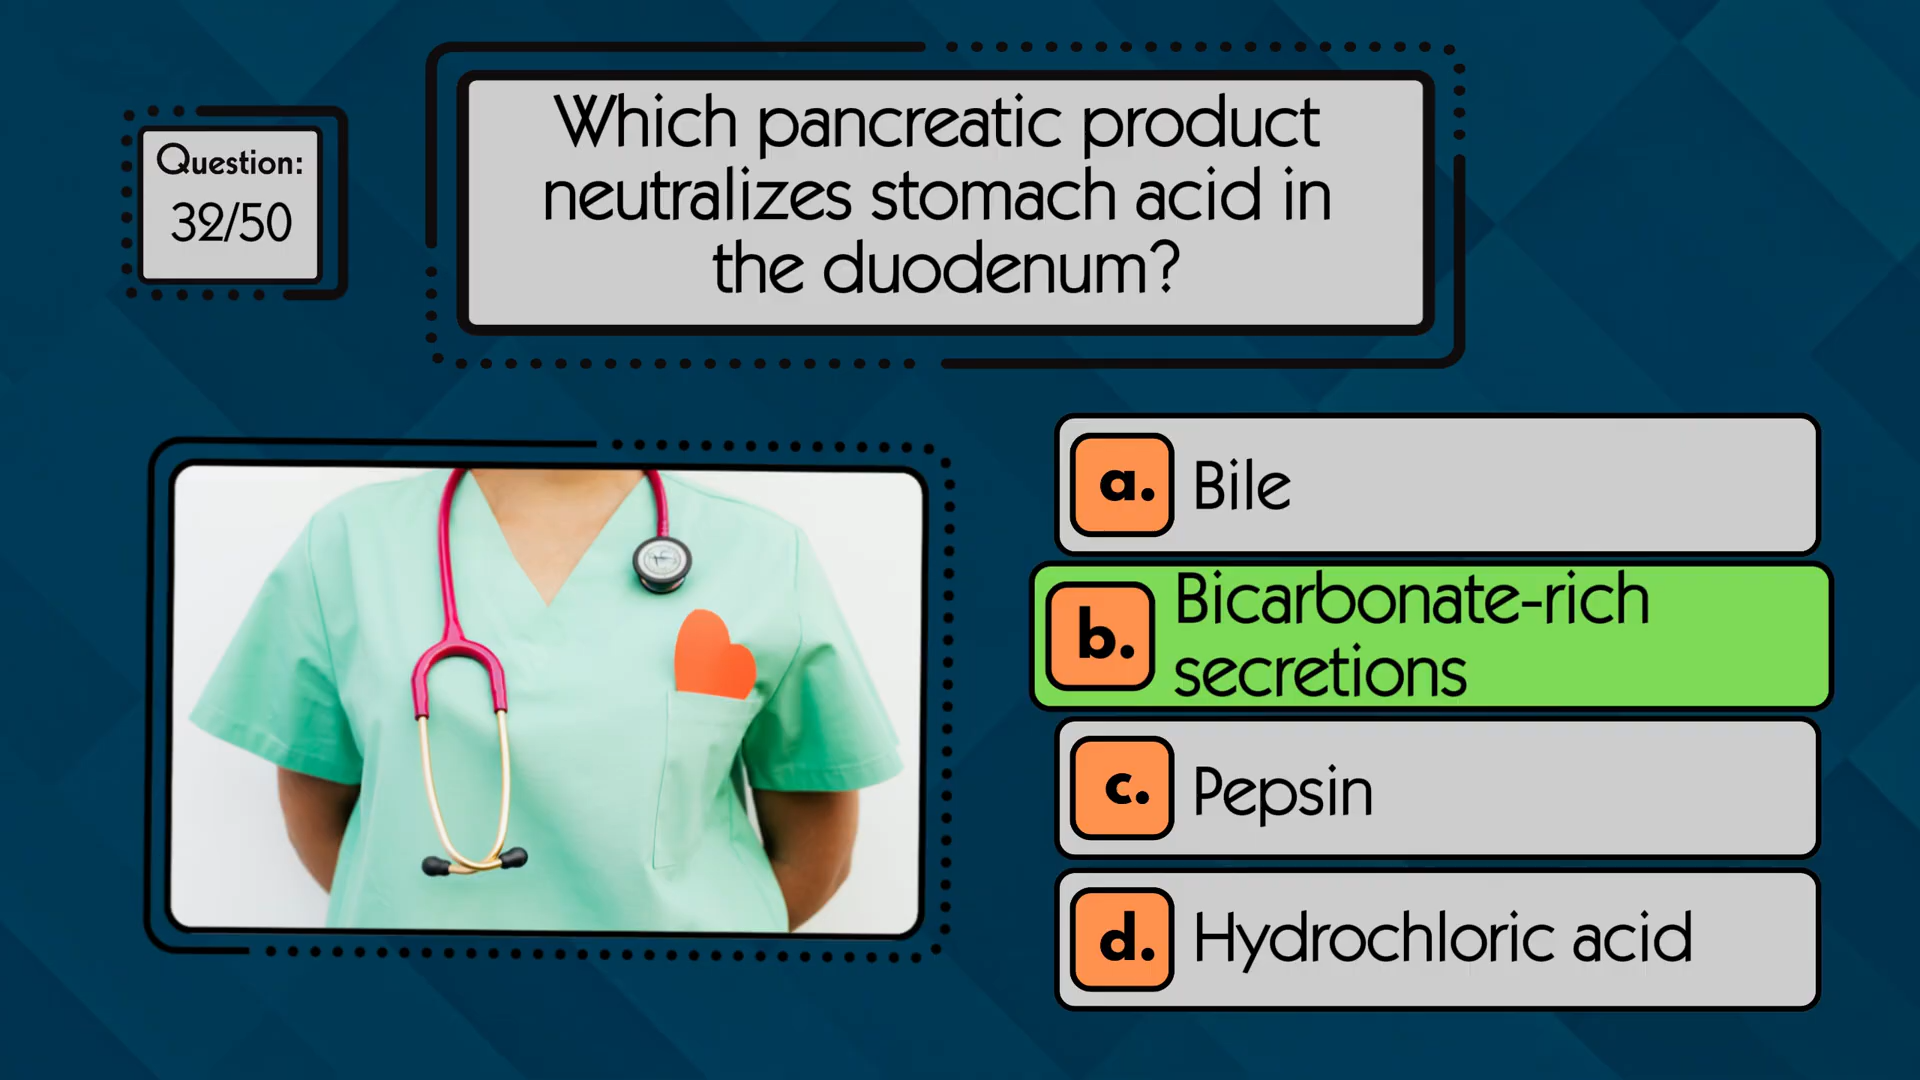 Question:
32/50
Which pancreatic product
neutralizes stomach acid in
the duodenum?
a. Bile
b. Bicarbonate-rich
secretions
c. Pepsin
d. Hydrochloric acid